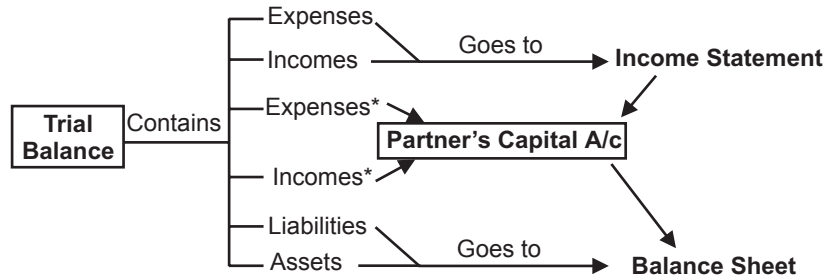 Expenses
Goes to
Incomes
Income Statement
Expenses*
Trial
Balance
Contains
Partner's Capital A/c
Incomes*
Liabilities
Goes to
Assets
Balance Sheet